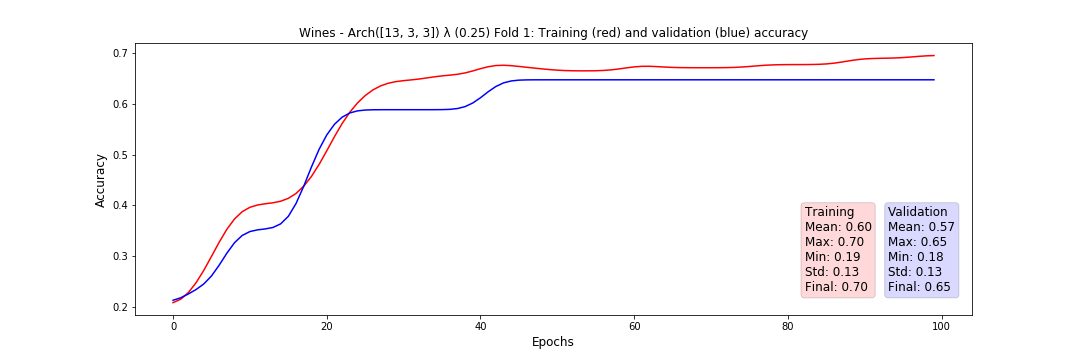 Wines - Arch([13, 3, 3]) λ (0.25) Fold 1: Training (red) and validation (blue) accuracy
Accuracy
0.7
0.6
0.5
0.4
0.3
0.2
Training
Mean: 0.60
Max: 0.70
Min: 0.19
Std: 0.13
Final: 0.70
Validation
Mean: 0.57
Max: 0.65
Min: 0.18
Std: 0.13
Final: 0.65
0
20
40
60
80
100
Epochs